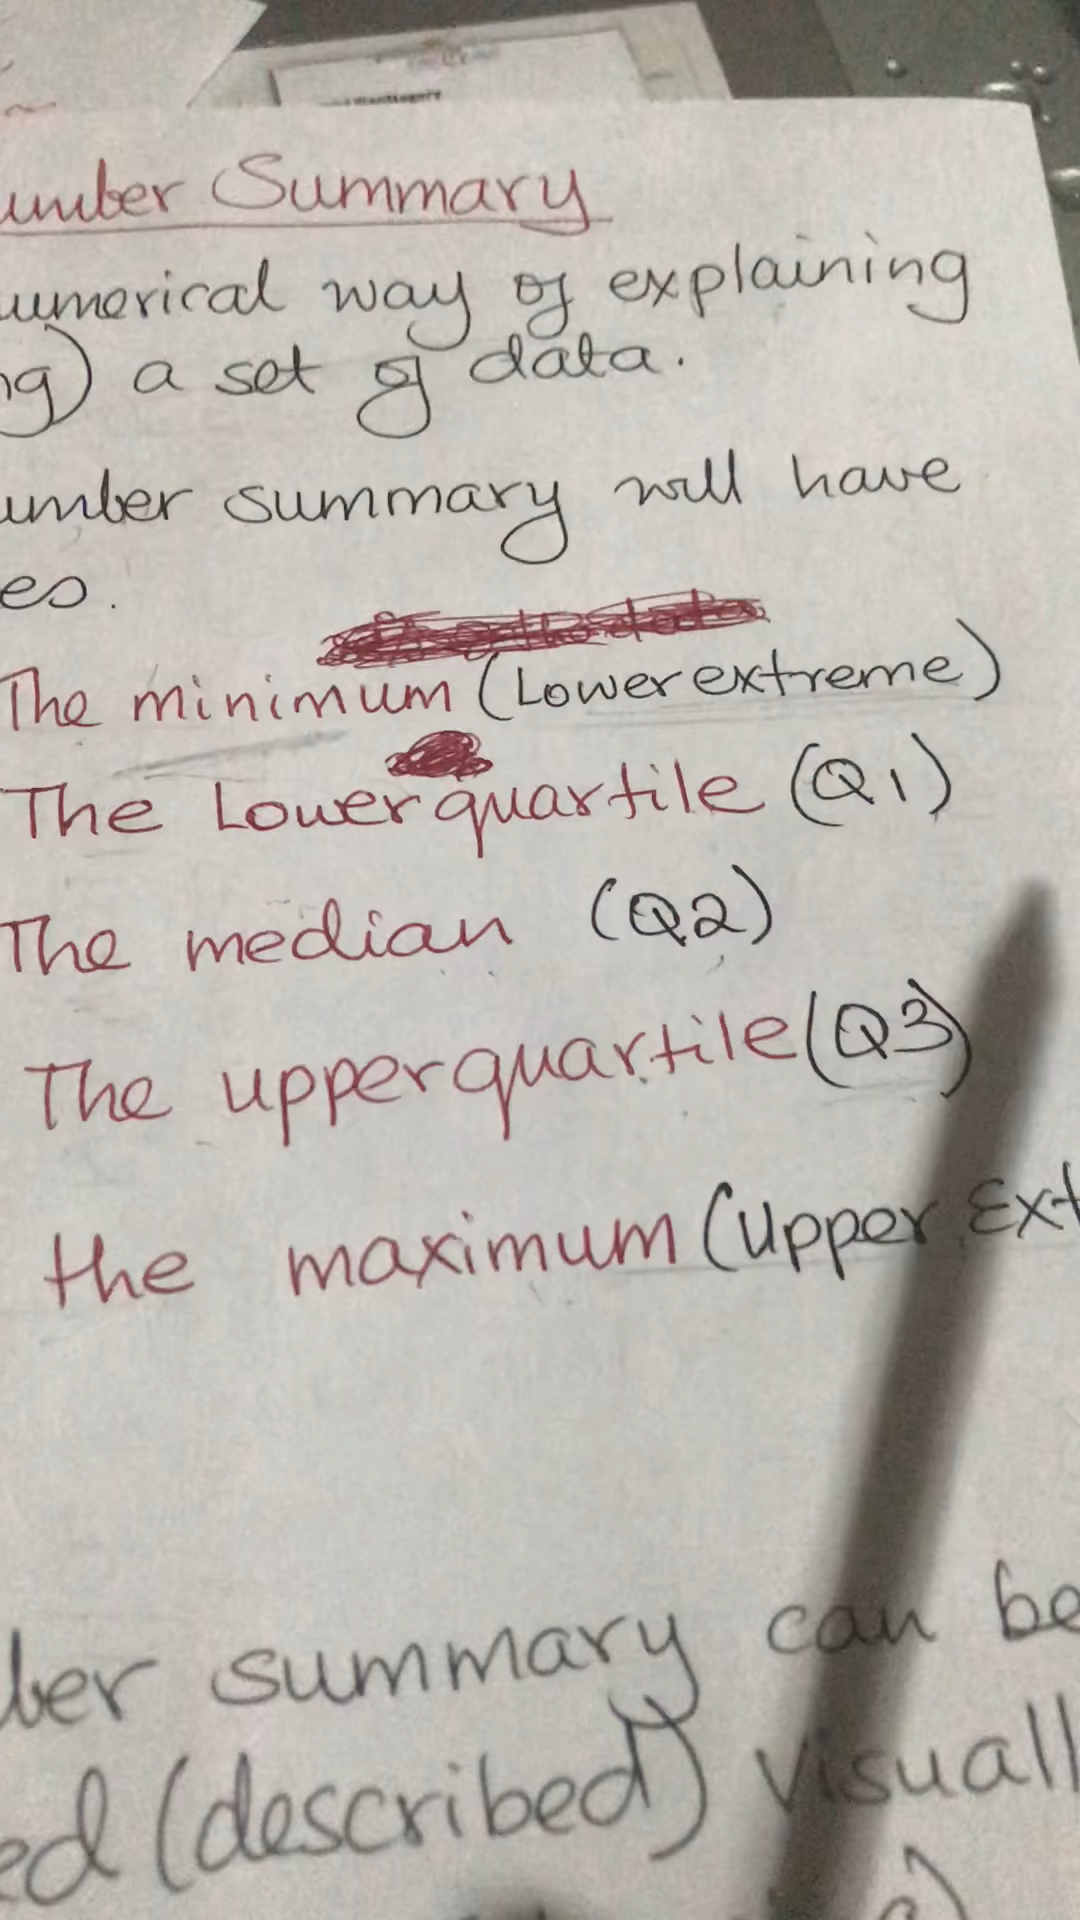 umber Summary
umerical way of explaining
ng) a set of data.
umber summary will have
es.
The minimum (Lower extreme)
The Lower quartile (Q1)
The median (Q2)
The upper quartile (Q3)
the maximum (Upper Ext
ber summary can be
ed (described) visuall